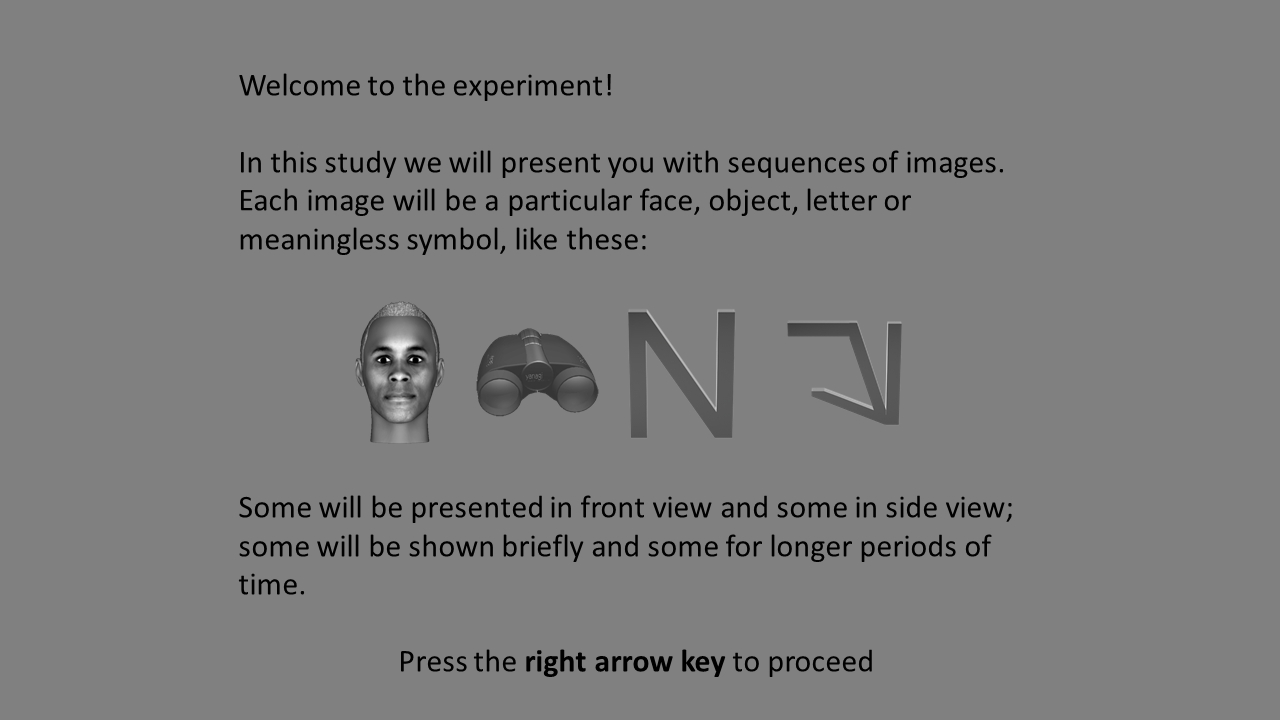 Welcome to the experiment!
In this study we will present you with sequences of images.
Each image will be a particular face, object, letter or
meaningless symbol, like these:
N
Some will be presented in front view and some in side view;
some will be shown briefly and some for longer periods of
time.
Press the right arrow key to proceed